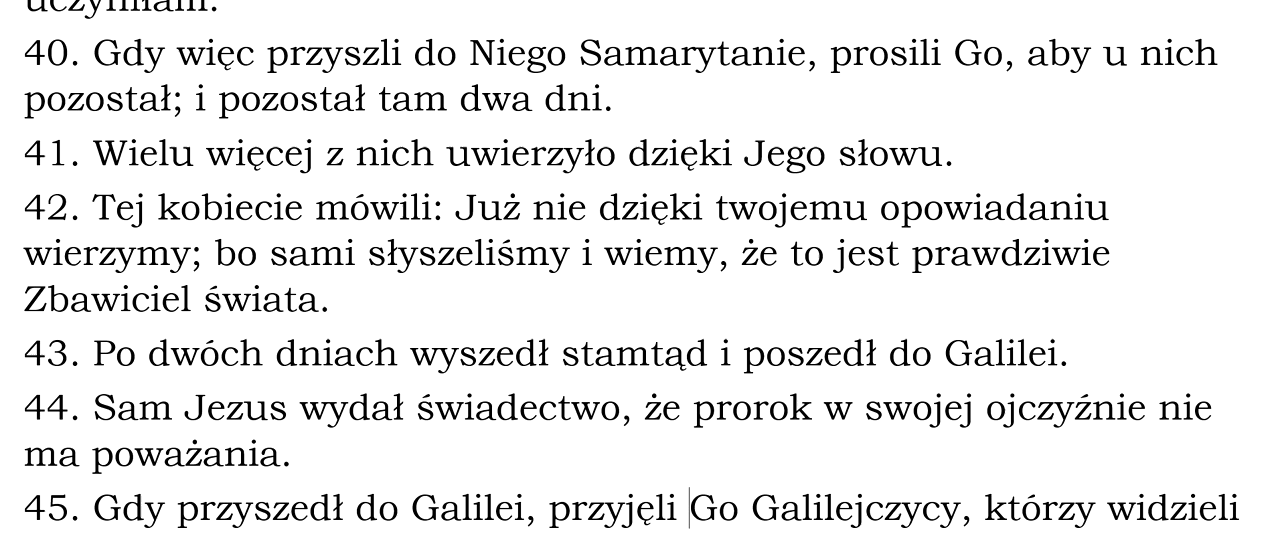 uczyniłam.
40. Gdy więc przyszli do Niego Samarytanie, prosili Go, aby u nich
pozostał; i pozostał tam dwa dni.
41. Wielu więcej z nich uwierzyło dzięki Jego słowu.
42. Tej kobiecie mówili: Już nie dzięki twojemu opowiadaniu
wierzymy; bo sami słyszeliśmy i wiemy, że to jest prawdziwie
Zbawiciel świata.
43. Po dwóch dniach wyszedł stamtąd i poszedł do Galilei.
44. Sam Jezus wydał świadectwo, że prorok w swojej ojczyźnie nie
ma poważania.
45. Gdy przyszedł do Galilei, przyjęli Go Galilejczycy, którzy widzieli